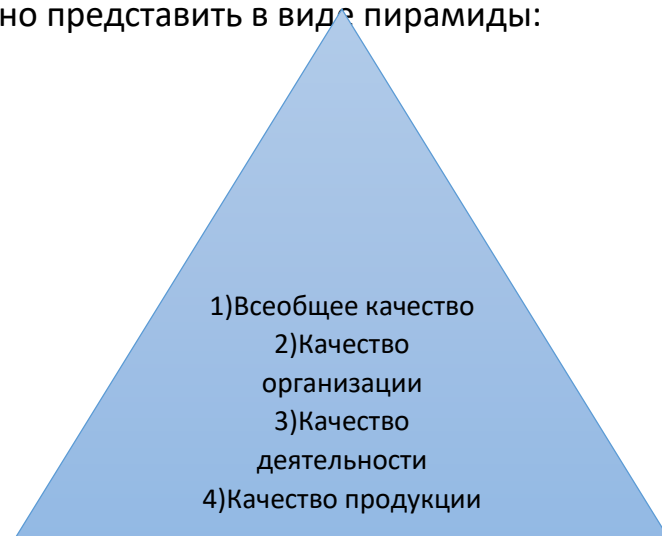 но представить в виде пирамиды:
1)Всеобщее качество
2)Качество
организации
3)Качество
деятельности
4)Качество продукции